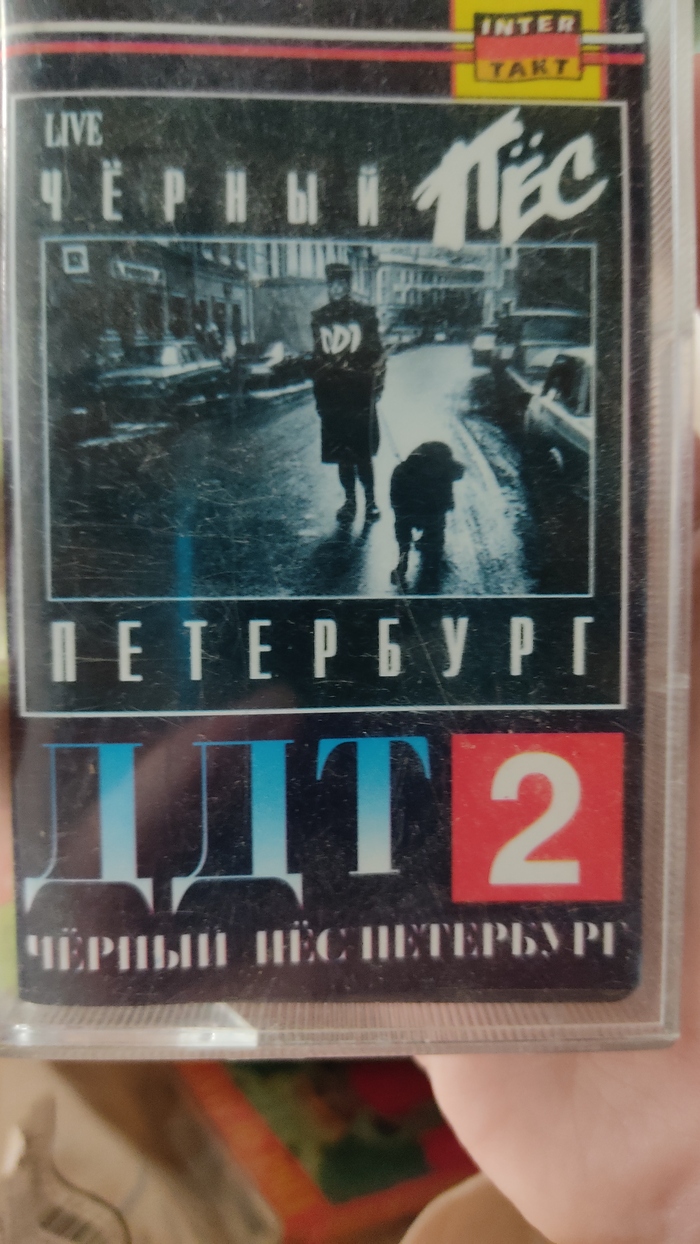 INTER
TAKT
LIVE
ЧЁРНЫЙ ПЁС
ПЕТЕРБУРГ
ДДТ 2
ЧЁРНЫЙ ПЁС ПЕТЕРБУРГ